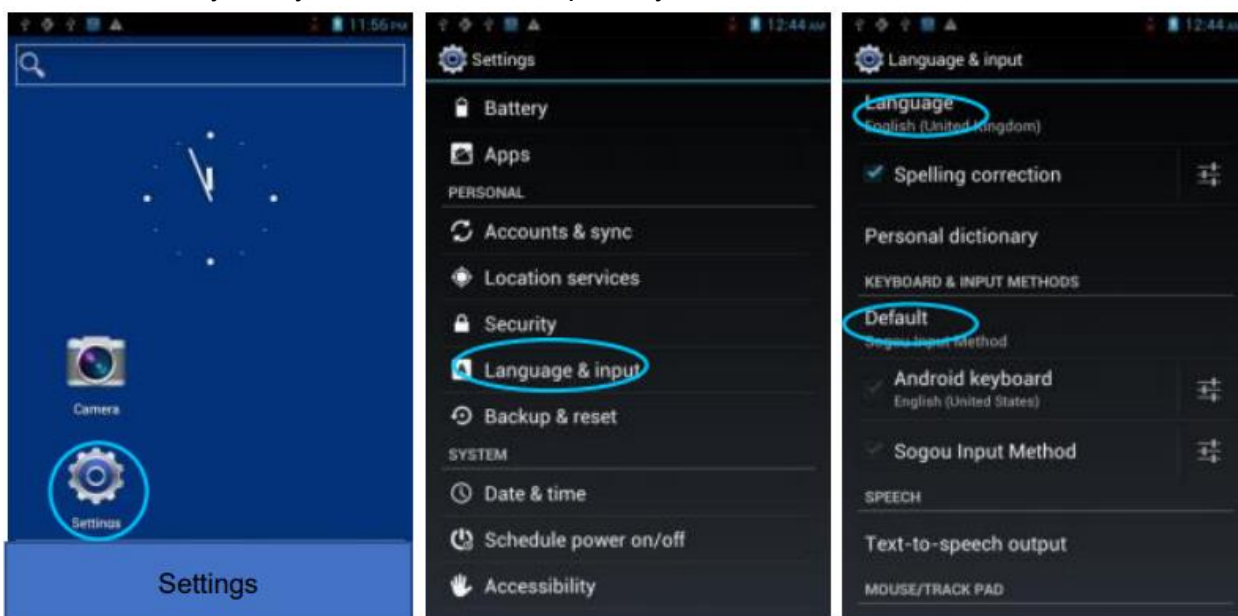 11:56 PM
Camera
Settings
Settings
12:44 AM
Settings
Battery
Apps
PERSONAL
Accounts & sync
Location services
Security
Language & input
Backup & reset
SYSTEM
Date & time
Schedule power on/off
Accessibility
12:44 AM
Language & input
Language
English (United Kingdom)
Spelling correction
Personal dictionary
KEYBOARD & INPUT METHODS
Default
Sogou Input Method
Android keyboard
English (United States)
Sogou Input Method
SPEECH
Text-to-speech output
MOUSE/TRACK PAD